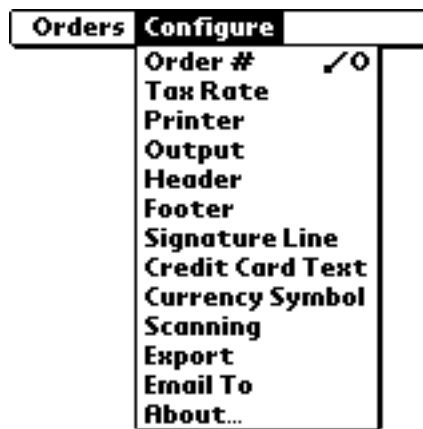 Orders Configure
Order # ✓O
Tax Rate
Printer
Output
Header
Footer
Signature Line
Credit Card Text
Currency Symbol
Scanning
Export
Email To
About...